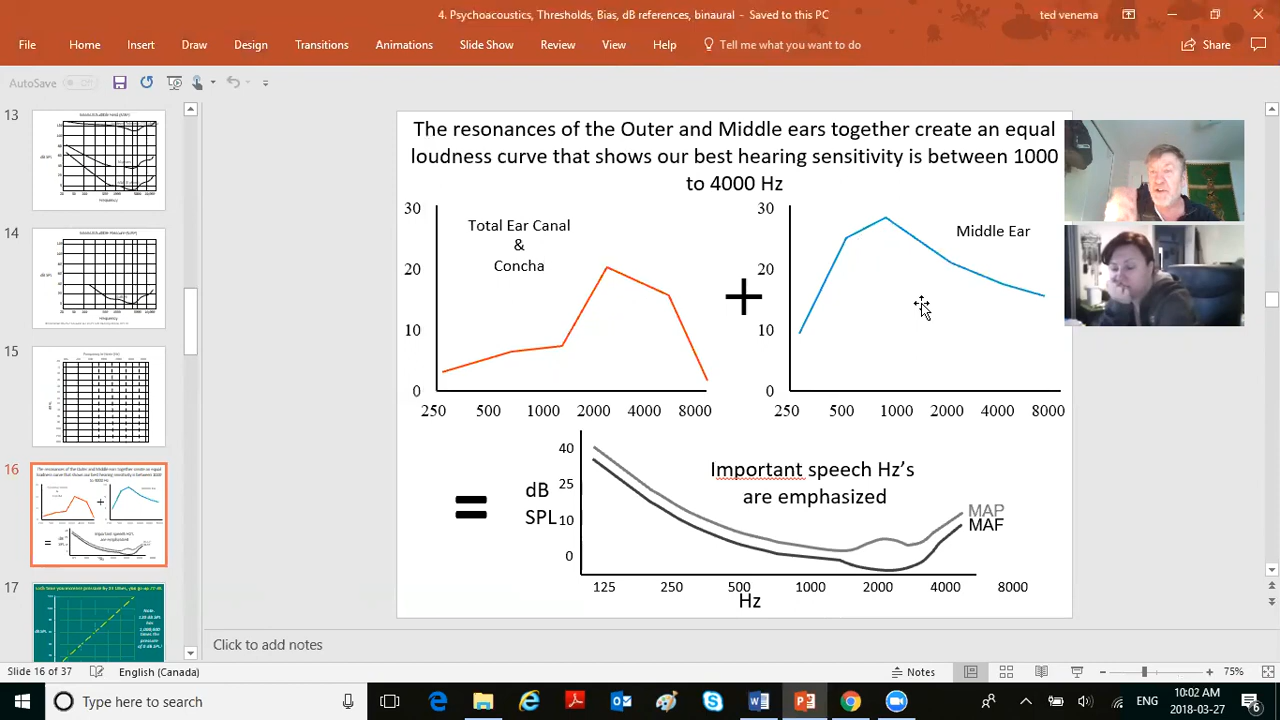 4. Psychoacoustics, Thresholds, Bias, dB references, binaural – Saved to this PC
ted venema
File Home Insert Draw Design Transitions Animations Slide Show Review View Help Tell me what you want to do Share
AutoSave Off
13
14
15
16
17
The resonances of the Outer and Middle ears together create an equal
loudness curve that shows our best hearing sensitivity is between 1000
to 4000 Hz
30
20
10
0
Total Ear Canal
&
Concha
250 500 1000 2000 4000 8000
+
30
20
10
0
Middle Ear
250 500 1000 2000 4000 8000
=
dB
SPL
40
25
10
0
Important speech Hz's
are emphasized
MAP
MAF
125 250 500 1000 2000 4000 8000
Hz
Click to add notes
Slide 16 of 37 English (Canada) Notes 75%
Type here to search
ENG
10:02 AM
2018-03-27
6